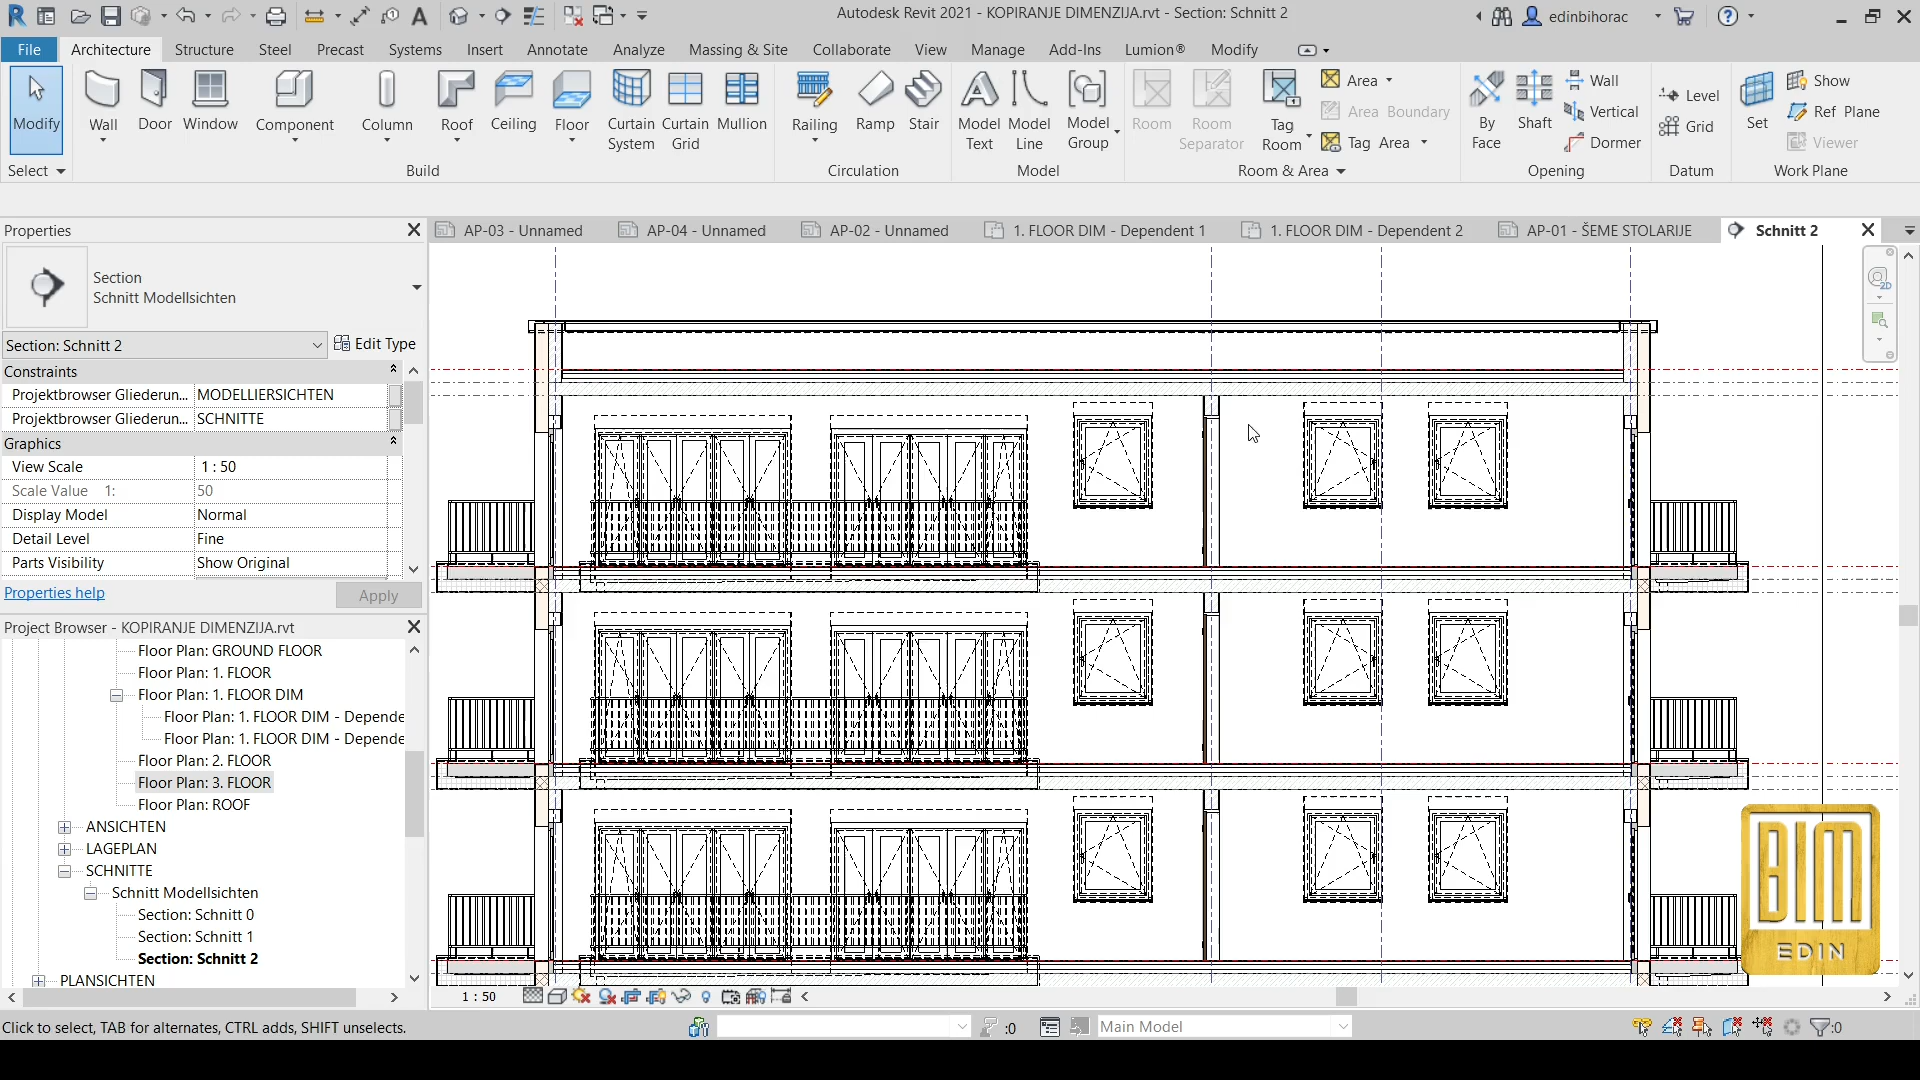 Autodesk Revit 2021 - KOPIRANJE DIMENZIJA.rvt - Section: Schnitt 2
edinbihorac
File Architecture Structure Steel Precast Systems Insert Annotate Analyze Massing & Site Collaborate View Manage Add-Ins Lumion® Modify
Modify
Wall
Door
Window
Component
Column
Roof
Ceiling
Floor
Curtain System
Curtain Grid
Mullion
Railing
Ramp
Stair
Model Text
Model Line
Model Group
Room
Room Separator
Tag Room
Area
Area Boundary
Tag Area
By Face
Shaft
Wall
Vertical
Dormer
Level
Grid
Set
Show
Ref Plane
Viewer
Select
Build
Circulation
Model
Room & Area
Opening
Datum
Work Plane
Properties
AP-03 - Unnamed
AP-04 - Unnamed
AP-02 - Unnamed
1. FLOOR DIM - Dependent 1
1. FLOOR DIM - Dependent 2
AP-01 - ŠEME STOLARIJE
Schnitt 2
Section
Schnitt Modellsichten
Section: Schnitt 2
Edit Type
Constraints
Projektbrowser Gliederun... MODELLIERSICHTEN
Projektbrowser Gliederun... SCHNITTE
Graphics
View Scale 1 : 50
Scale Value 1: 50
Display Model Normal
Detail Level Fine
Parts Visibility Show Original
Properties help
Apply
Project Browser - KOPIRANJE DIMENZIJA.rvt
Floor Plan: GROUND FLOOR
Floor Plan: 1. FLOOR
Floor Plan: 1. FLOOR DIM
Floor Plan: 1. FLOOR DIM - Depende
Floor Plan: 1. FLOOR DIM - Depende
Floor Plan: 2. FLOOR
Floor Plan: 3. FLOOR
Floor Plan: ROOF
ANSICHTEN
LAGEPLAN
SCHNITTE
Schnitt Modellsichten
Section: Schnitt 0
Section: Schnitt 1
Section: Schnitt 2
PLANSICHTEN
BIM
EDIN
1 : 50
Click to select, TAB for alternates, CTRL adds, SHIFT unselects.
:0
Main Model
:0